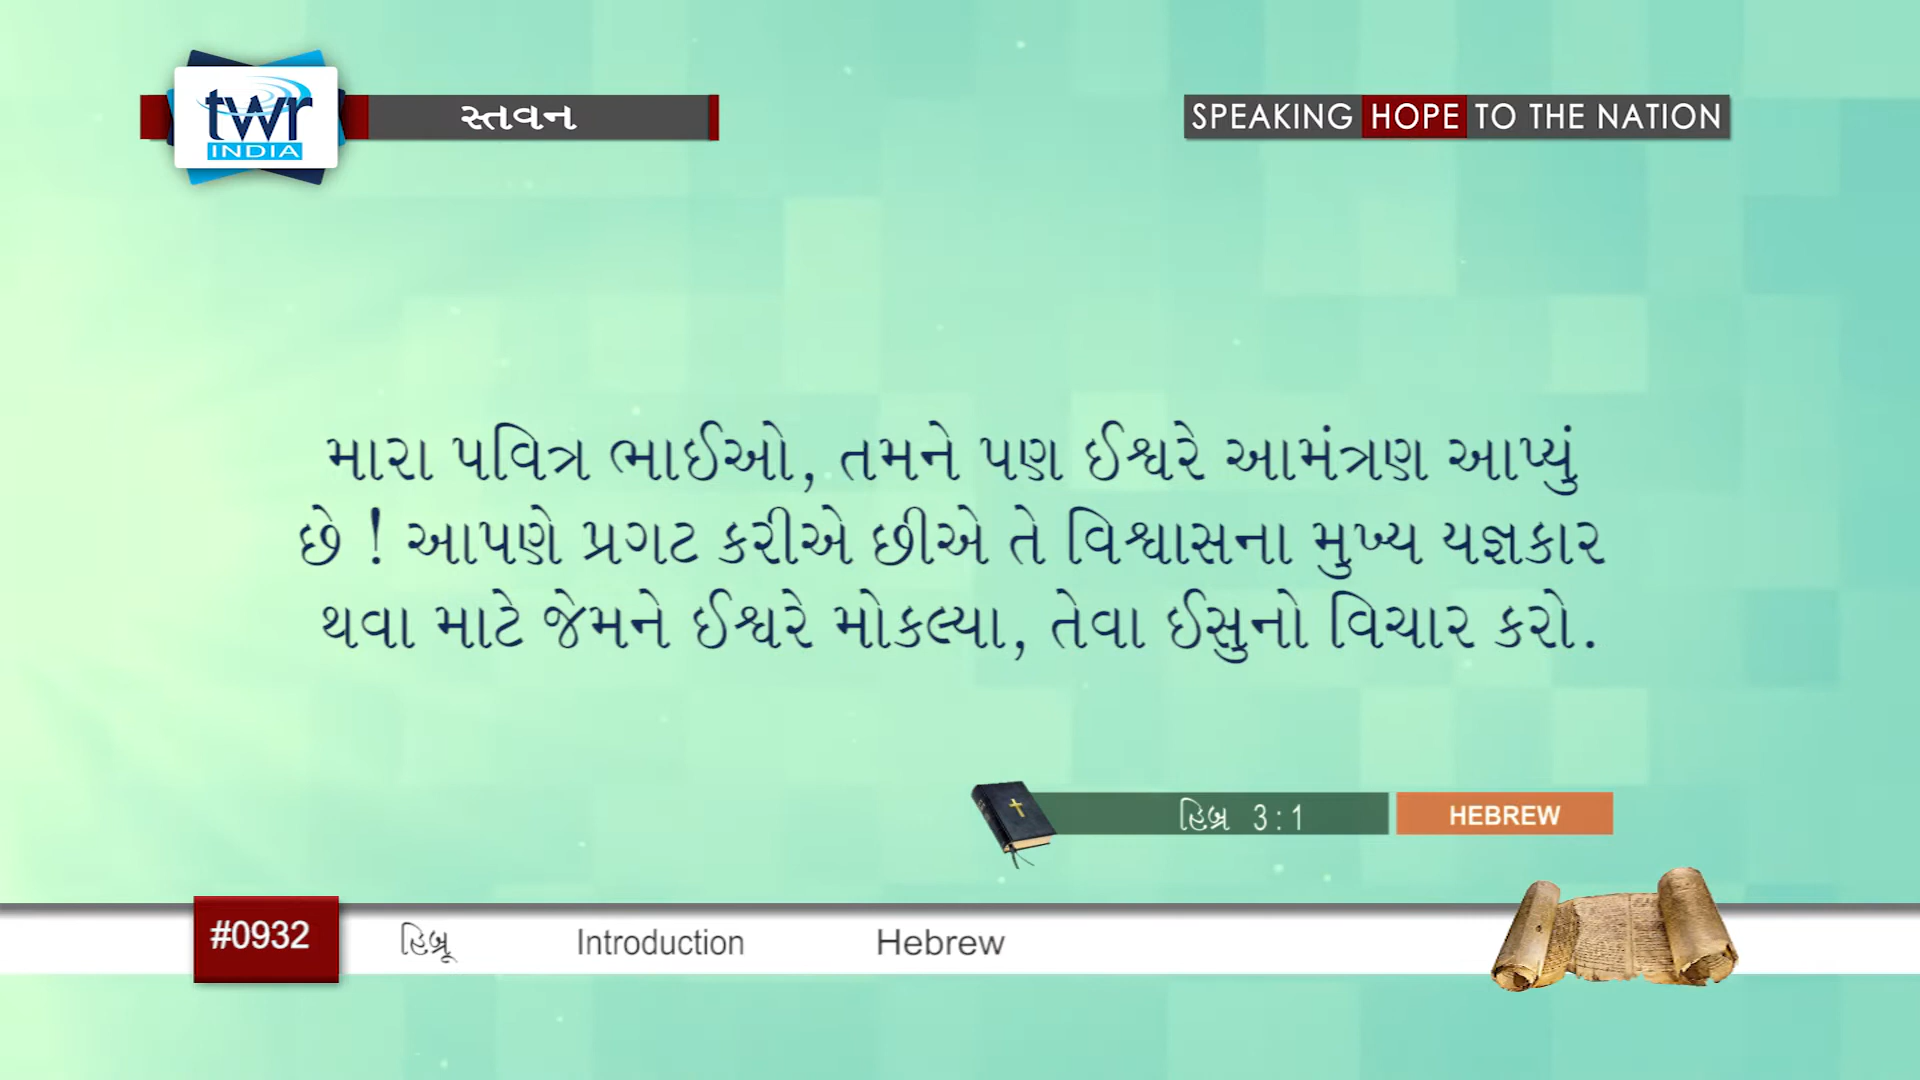 twr
INDIA
સ્તવન
SPEAKING HOPE TO THE NATION
મારા પવિત્ર ભાઈઓ, તમને પણ ઈશ્વરે આમંત્રણ આપ્યું
છે ! આપણે પ્રગટ કરીએ છીએ તે વિશ્વાસના મુખ્ય યજ્ઞકાર
થવા માટે જેમને ઈશ્વરે મોકલ્યા, તેવા ઈસુનો વિચાર કરો.
હિબ્ર 3:1
HEBREW
#0932 હિબ્રૂ Introduction Hebrew